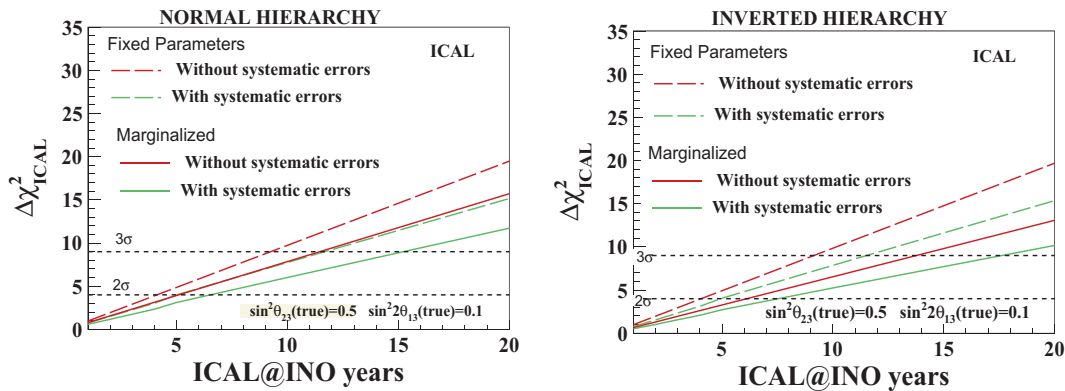 NORMAL HIERARCHY
35
30
25
20
15
10
5
0
Δχ²ICAL
Fixed Parameters
Without systematic errors
With systematic errors
Marginalized
Without systematic errors
With systematic errors
ICAL
3σ
2σ
sin²θ23(true)=0.5 sin²2θ13(true)=0.1
5 10 15 20
ICAL@INO years
INVERTED HIERARCHY
35
30
25
20
15
10
5
0
Δχ²ICAL
Fixed Parameters
Without systematic errors
With systematic errors
Marginalized
Without systematic errors
With systematic errors
ICAL
3σ
2σ
sin²θ23(true)=0.5 sin²2θ13(true)=0.1
5 10 15 20
ICAL@INO years